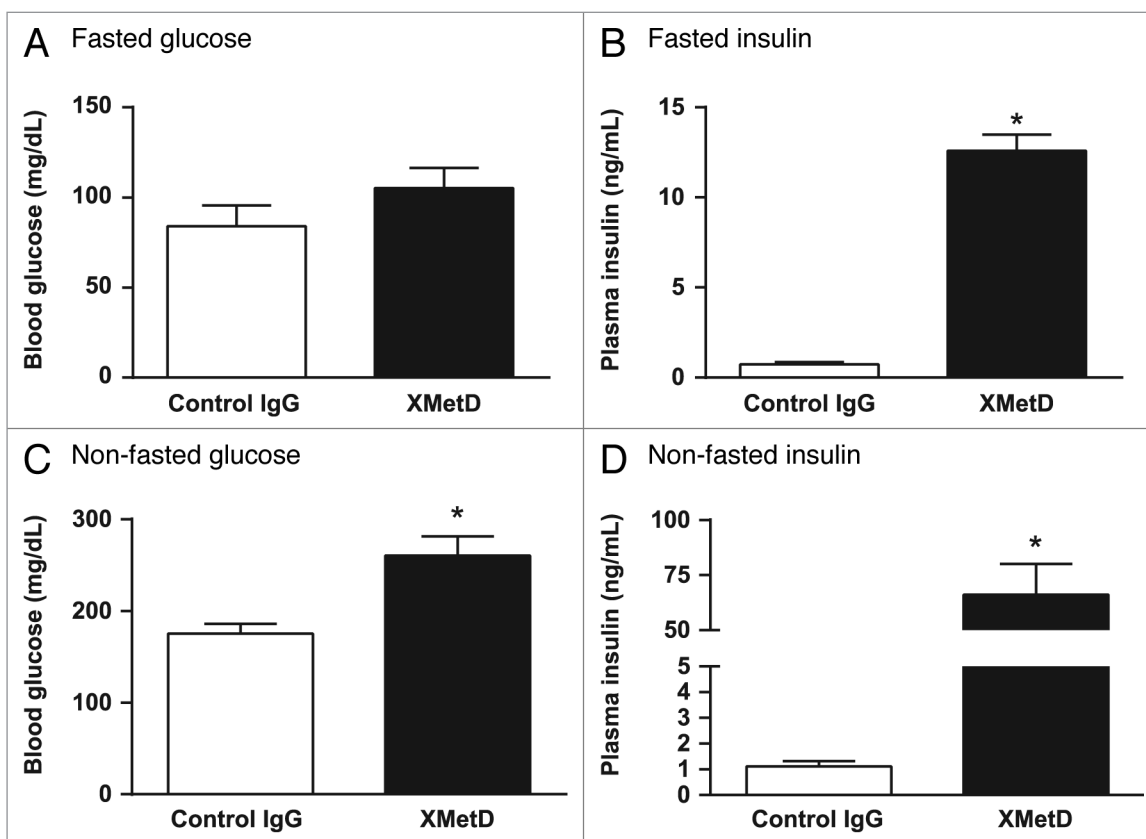 A Fasted glucose
Blood glucose (mg/dL)
150
100
50
0
Control IgG XMetD
B Fasted insulin
Plasma insulin (ng/mL)
15
10
5
0
*
Control IgG XMetD
C Non-fasted glucose
Blood glucose (mg/dL)
300
200
100
0
*
Control IgG XMetD
D Non-fasted insulin
Plasma insulin (ng/mL)
100
75
50
5
4
3
2
1
0
*
Control IgG XMetD